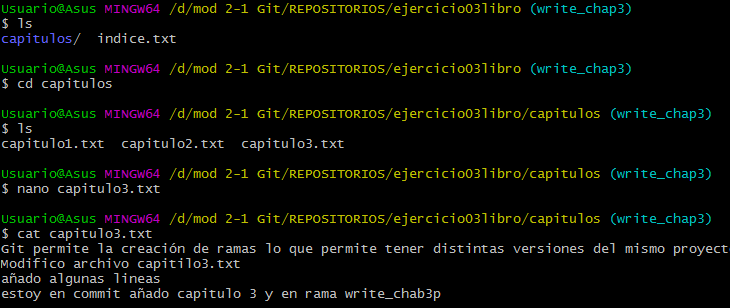 Usuario@Asus MINGW64 /d/mod 2-1 Git/REPOSITORIOS/ejercicio03libro (write_chap3)
$ ls
capitulos/  indice.txt
Usuario@Asus MINGW64 /d/mod 2-1 Git/REPOSITORIOS/ejercicio03libro (write_chap3)
$ cd capitulos
Usuario@Asus MINGW64 /d/mod 2-1 Git/REPOSITORIOS/ejercicio03libro/capitulos (write_chap3)
$ ls
capitulo1.txt  capitulo2.txt  capitulo3.txt
Usuario@Asus MINGW64 /d/mod 2-1 Git/REPOSITORIOS/ejercicio03libro/capitulos (write_chap3)
$ nano capitulo3.txt
Usuario@Asus MINGW64 /d/mod 2-1 Git/REPOSITORIOS/ejercicio03libro/capitulos (write_chap3)
$ cat capitulo3.txt
Git permite la creación de ramas lo que permite tener distintas versiones del mismo proyect
Modifico archivo capitilo3.txt
añado algunas lineas
estoy en commit añado capitulo 3 y en rama write_chab3p